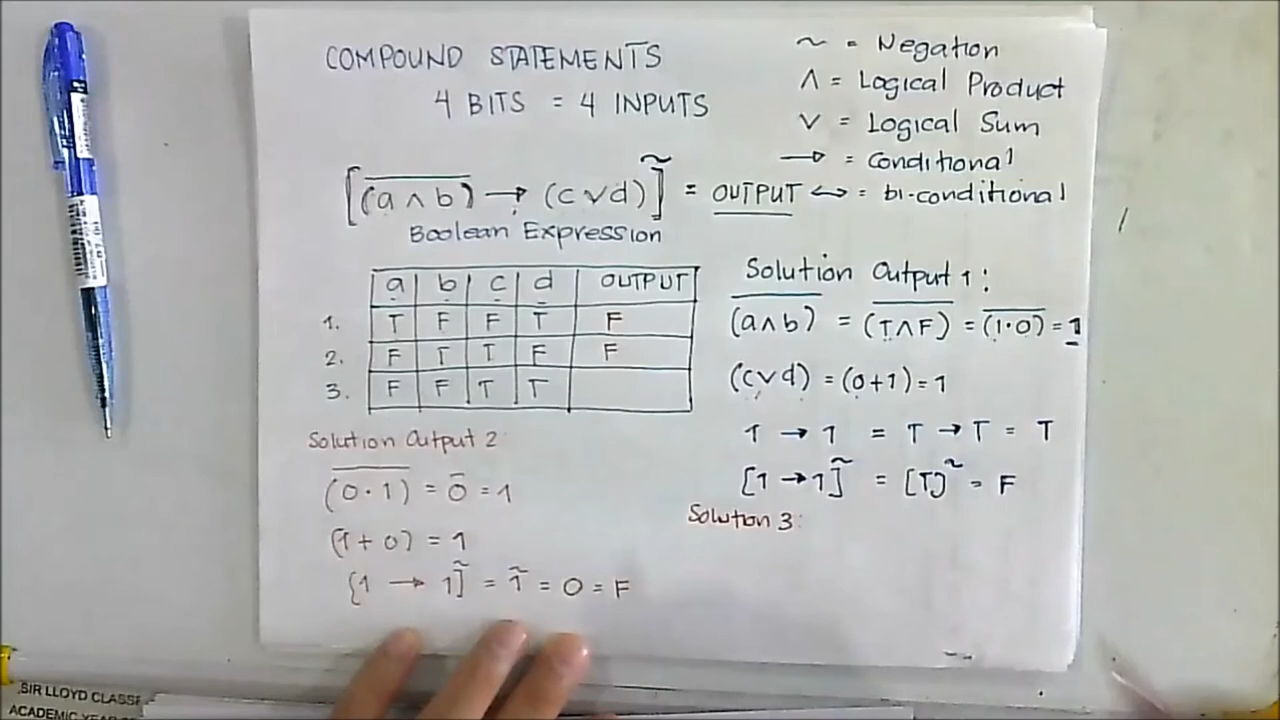 COMPOUND STATEMENTS
4 BITS = 4 INPUTS
~ = Negation
∧ = Logical Product
∨ = Logical Sum
→ = Conditional
↔ = bi-conditional
[(a∧b)̅ → (c∨d)]~ = OUTPUT
Boolean Expression
a b c d OUTPUT
1. T F F T F
2. F T T F F
3. F F T T
Solution Output 1:
(a∧b)̅ = (T∧F)̅ = (1·0)̅ = 1
(c∨d) = (0+1) = 1
1 → 1 = T → T = T
[1 → 1]~ = [T]~ = F
Solution Output 2
(0·1)̅ = 0̅ = 1
(1+0) = 1
[1 → 1]~ = 1̃ = 0 = F
Solution 3:
SIR LLOYD CLASSE
ACADEMIC YEAR